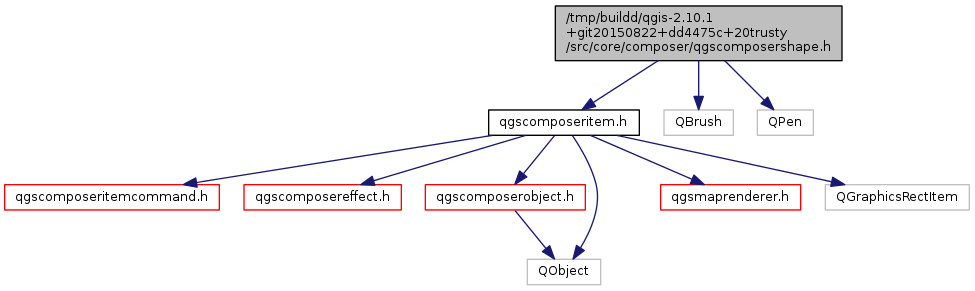 /tmp/buildd/qgis-2.10.1
+git20150822+dd4475c+20trusty
/src/core/composer/qgscomposershape.h
qgscomposeritem.h
QBrush
QPen
qgscomposeritemcommand.h
qgscomposereffect.h
qgscomposerobject.h
qgsmaprenderer.h
QGraphicsRectItem
QObject